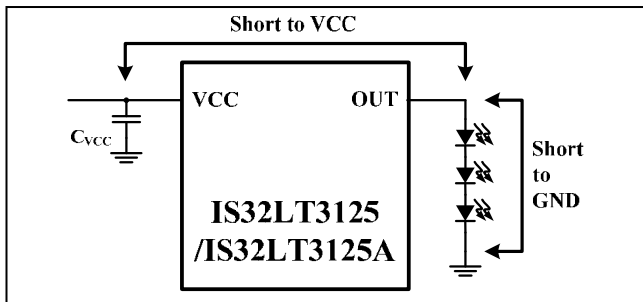 Short to VCC
VCC
OUT
CVCC
Short
to
GND
IS32LT3125
/IS32LT3125A